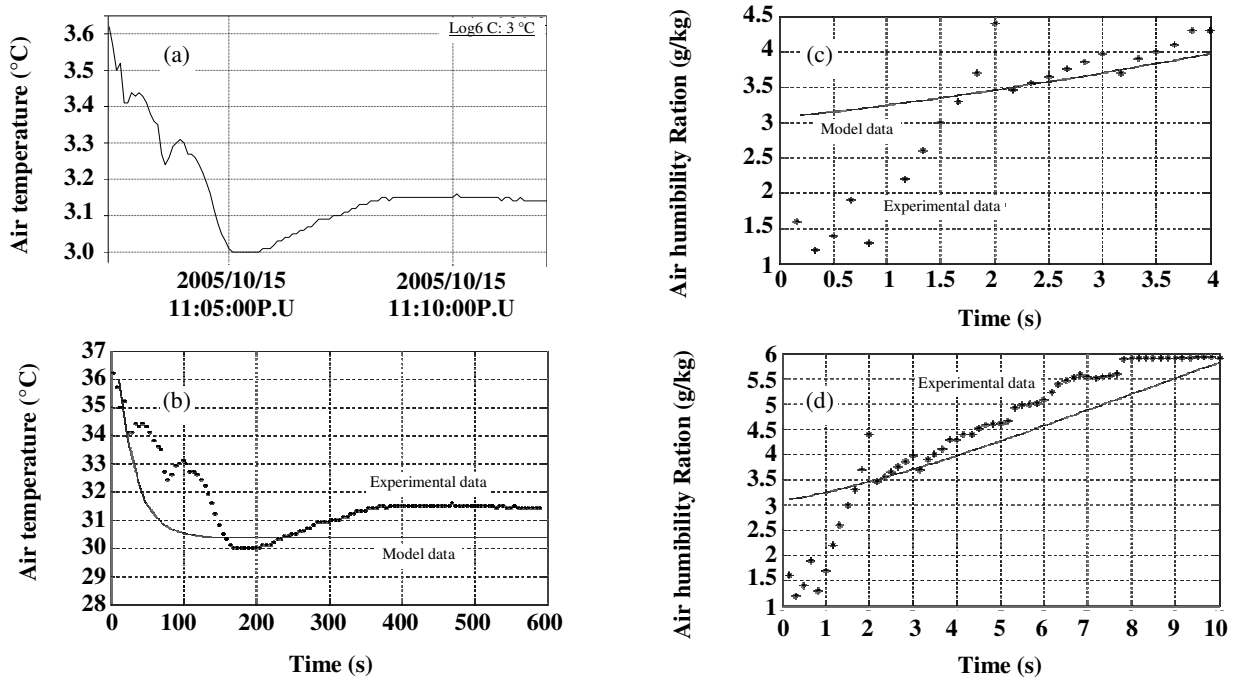 Air temperature (°C)
3.6
3.5
3.4
3.3
3.2
3.1
3.0
(a)
Log6 C: 3 °C
2005/10/15
11:05:00P.U
2005/10/15
11:10:00P.U
Air humibility Ration (g/kg)
4.5
4
3.5
3
2.5
2
1.5
1
(c)
Model data
Experimental data
0 0.5 1 1.5 2 2.5 3 3.5 4
Time (s)
Air temperature (°C)
37
36
34
33
32
31
30
29
28
(b)
Experimental data
Model data
0 100 200 300 400 500 600
Time (s)
Air humibility Ration (g/kg)
6
5.5
4.5
4
3.5
3
2.5
2
1.5
1
(d)
Experimental data
0 1 2 3 4 5 6 7 8 9 10
Time (s)